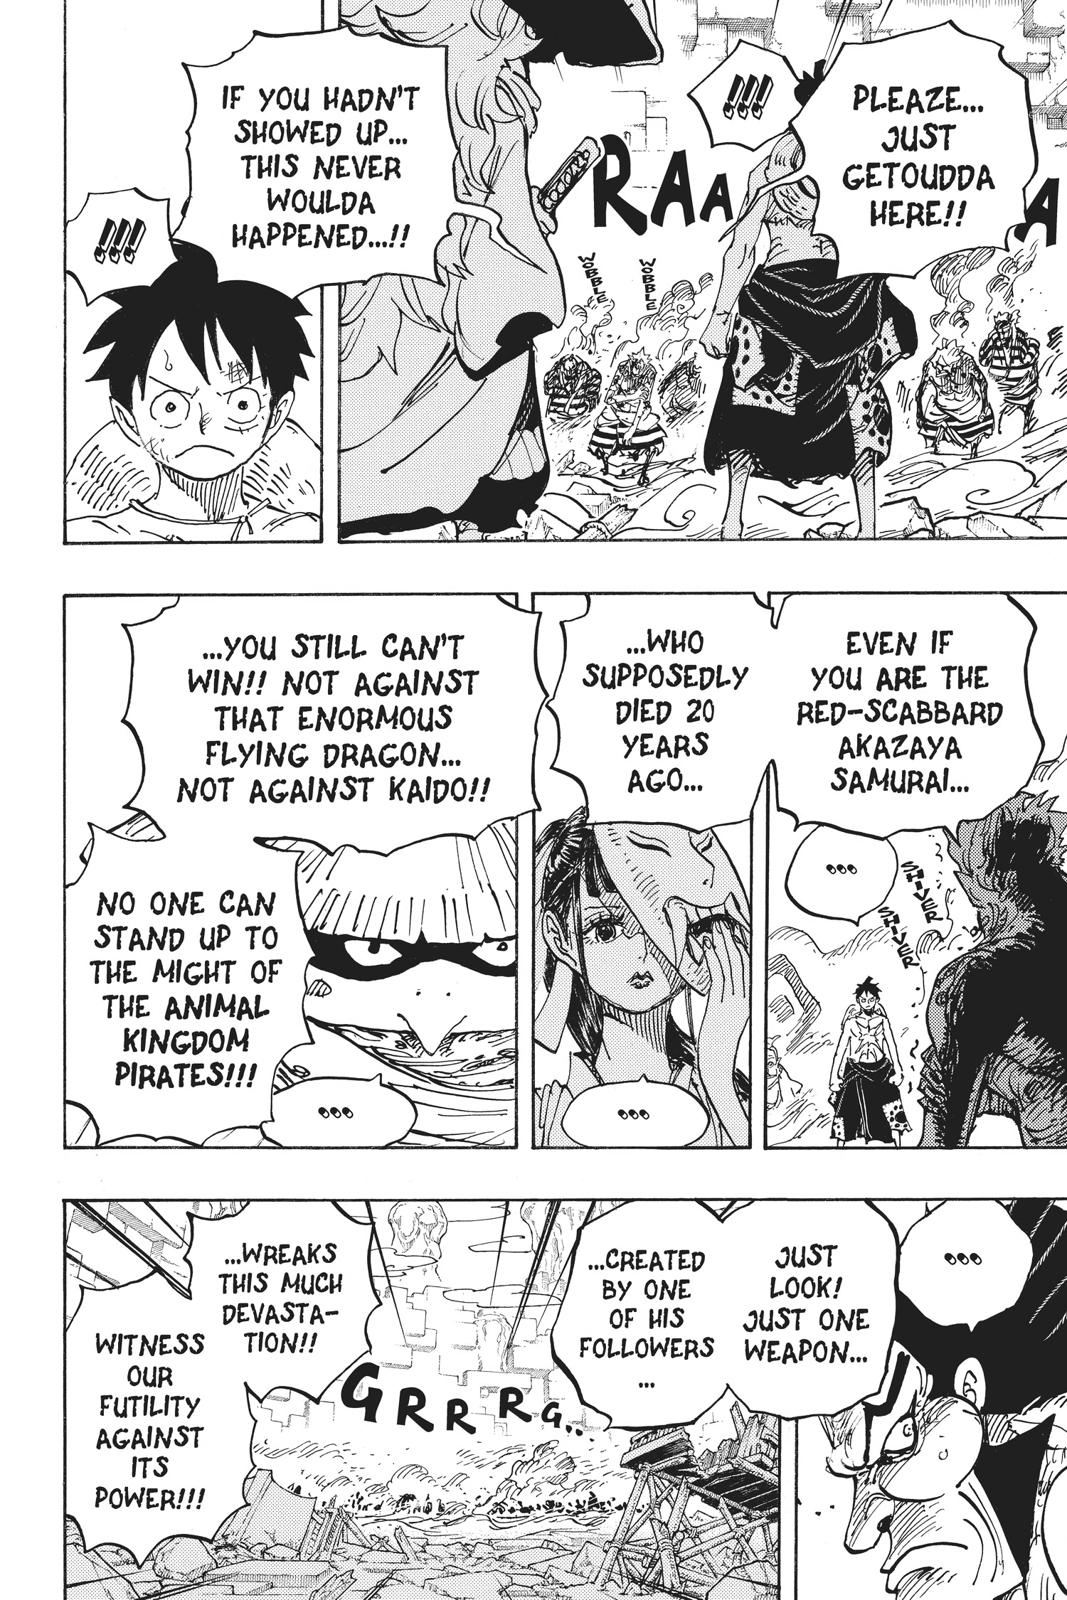 PLEAZE...
JUST
GETOUDDA
HERE!!
!!!
RAA
A
WOBBLE
WOBBLE
IF YOU HADN'T
SHOWED UP...
THIS NEVER
WOULDA
HAPPENED...!!
!!!
EVEN IF
YOU ARE THE
RED-SCABBARD
AKAZAYA
SAMURAI...
...
SHIVER
SHIVER
...WHO
SUPPOSEDLY
DIED 20
YEARS
AGO...
...
...YOU STILL CAN'T
WIN!! NOT AGAINST
THAT ENORMOUS
FLYING DRAGON...
NOT AGAINST KAIDO!!
NO ONE CAN
STAND UP TO
THE MIGHT OF
THE ANIMAL
KINGDOM
PIRATES!!!
...
...
JUST
LOOK!
JUST ONE
WEAPON...
...CREATED
BY ONE
OF HIS
FOLLOWERS
...
GRRRG...
...WREAKS
THIS MUCH
DEVASTA-
TION!!
WITNESS
OUR
FUTILITY
AGAINST
ITS
POWER!!!